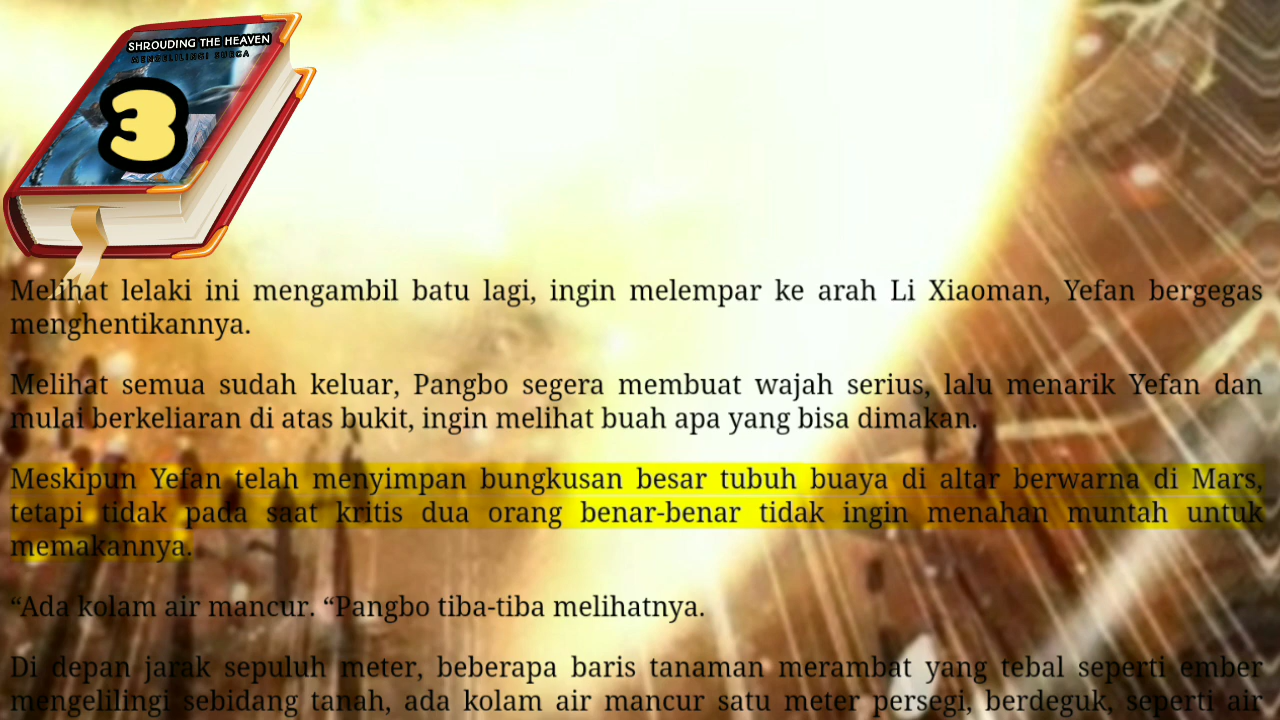 SHROUDING THE HEAVEN
MENGELILINGI SURGA
3
Melihat lelaki ini mengambil batu lagi, ingin melempar ke arah Li Xiaoman, Yefan bergegas
menghentikannya.
Melihat semua sudah keluar, Pangbo segera membuat wajah serius, lalu menarik Yefan dan
mulai berkeliaran di atas bukit, ingin melihat buah apa yang bisa dimakan.
Meskipun Yefan telah menyimpan bungkusan besar tubuh buaya di altar berwarna di Mars,
tetapi tidak pada saat kritis dua orang benar-benar tidak ingin menahan muntah untuk
memakannya.
“Ada kolam air mancur. “Pangbo tiba-tiba melihatnya.
Di depan jarak sepuluh meter, beberapa baris tanaman merambat yang tebal seperti ember
mengelilingi sebidang tanah, ada kolam air mancur satu meter persegi, berdeguk, seperti air